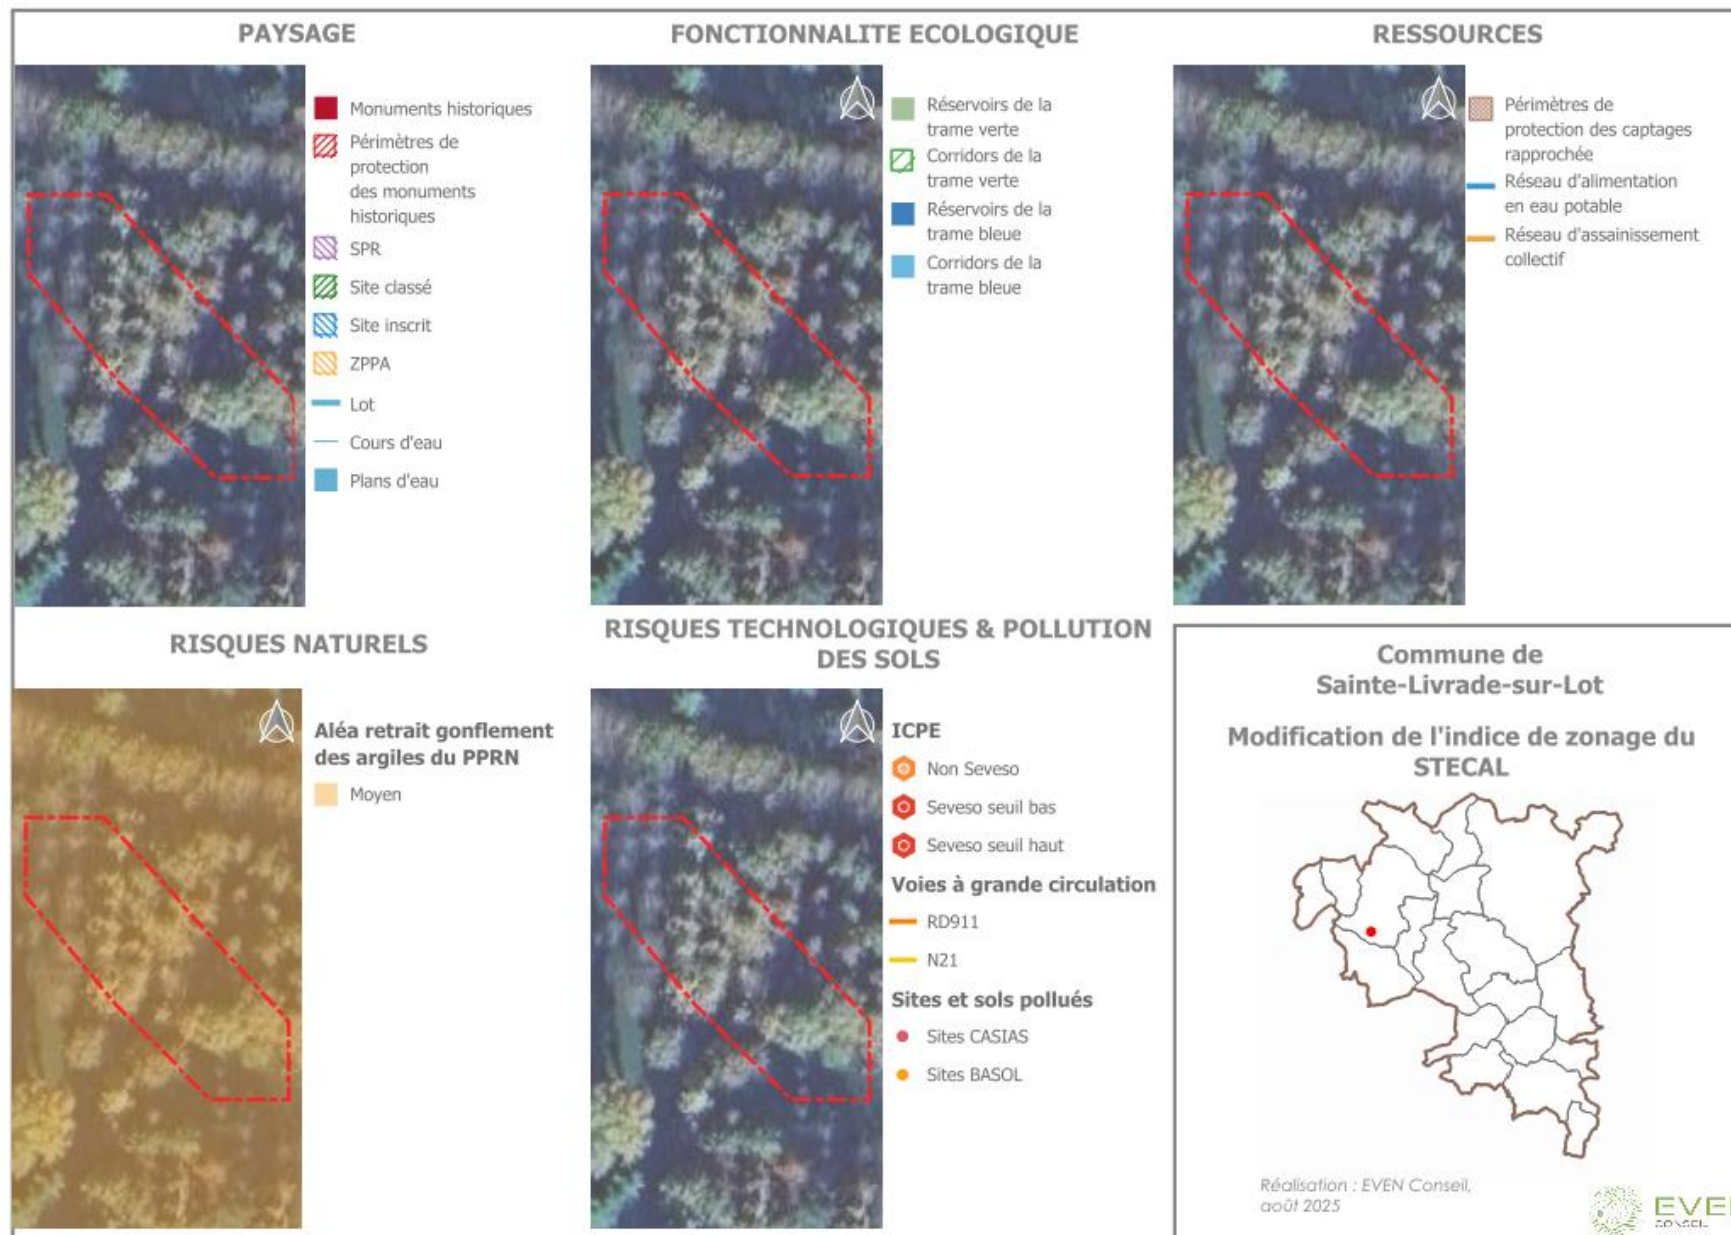 PAYSAGE
Monuments historiques
Périmètres de
protection
des monuments
historiques
SPR
Site classé
Site inscrit
ZPPA
Lot
Cours d'eau
Plans d'eau
FONCTIONNALITE ECOLOGIQUE
Réservoirs de la
trame verte
Corridors de la
trame verte
Réservoirs de la
trame bleue
Corridors de la
trame bleue
RESSOURCES
Périmètres de
protection des captages
rapprochée
Réseau d'alimentation
en eau potable
Réseau d'assainissement
collectif
RISQUES NATURELS
Aléa retrait gonflement
des argiles du PPRN
Moyen
RISQUES TECHNOLOGIQUES & POLLUTION
DES SOLS
ICPE
Non Seveso
Seveso seuil bas
Seveso seuil haut
Voies à grande circulation
RD911
N21
Sites et sols pollués
Sites CASIAS
Sites BASOL
Commune de
Sainte-Livrade-sur-Lot
Modification de l'indice de zonage du
STECAL
Réalisation : EVEN Conseil,
août 2025
EVE
CONSEIL